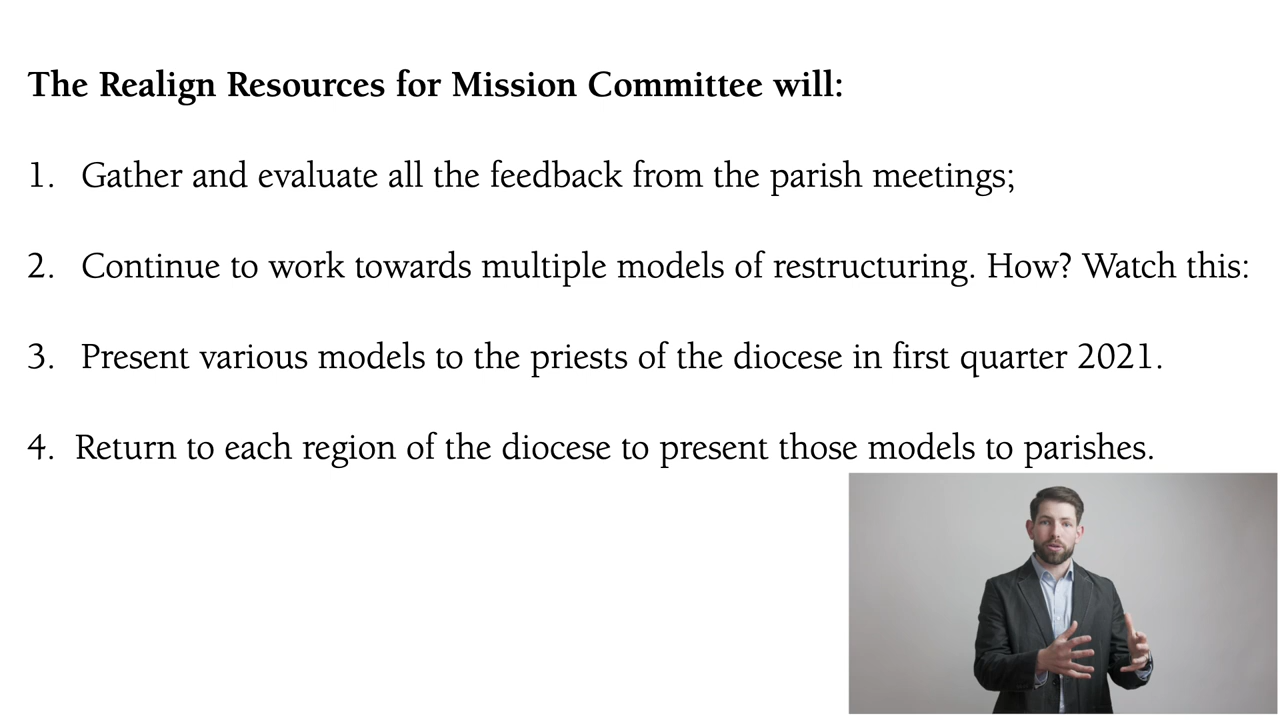 The Realign Resources for Mission Committee will:
1. Gather and evaluate all the feedback from the parish meetings;
2. Continue to work towards multiple models of restructuring. How? Watch this:
3. Present various models to the priests of the diocese in first quarter 2021.
4. Return to each region of the diocese to present those models to parishes.